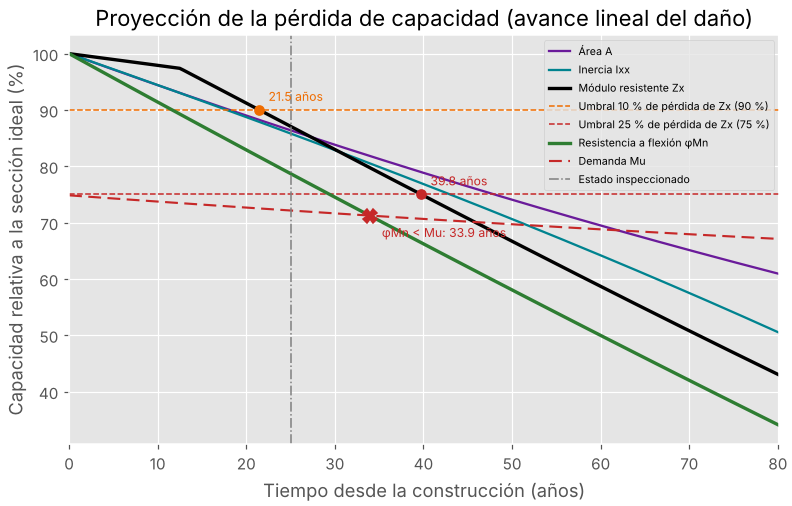 Proyección de la pérdida de capacidad (avance lineal del daño)
Capacidad relativa a la sección ideal (%)
100
90
80
70
60
50
40
Área A
Inercia Ixx
Módulo resistente Zx
Umbral 10 % de pérdida de Zx (90 %)
Umbral 25 % de pérdida de Zx (75 %)
Resistencia a flexión φMn
Demanda Mu
Estado inspeccionado
21.5 años
39.8 años
φMn < Mu: 33.9 años
0 10 20 30 40 50 60 70 80
Tiempo desde la construcción (años)